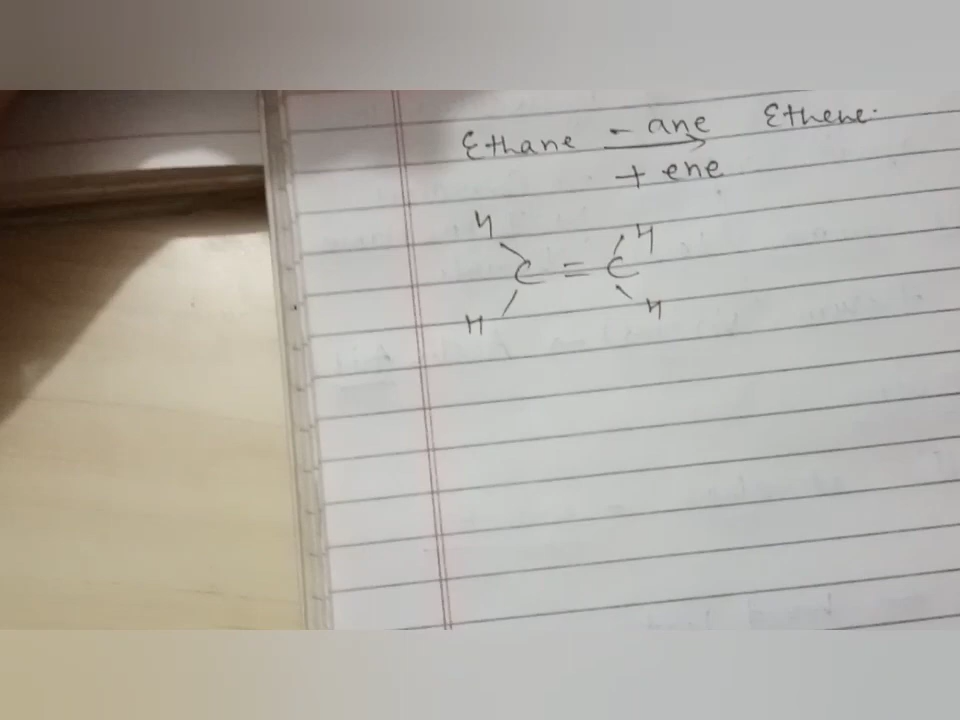 Ethane - ane Ethene.
+ ene
H H
C = C
H H